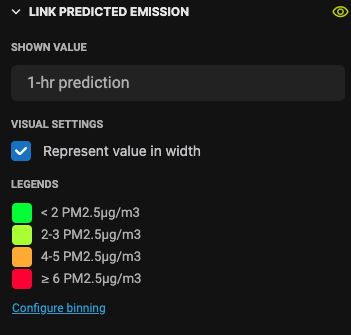 LINK PREDICTED EMISSION
SHOWN VALUE
1-hr prediction
VISUAL SETTINGS
Represent value in width
LEGENDS
< 2 PM2.5µg/m3
2-3 PM2.5µg/m3
4-5 PM2.5µg/m3
≥ 6 PM2.5µg/m3
Configure binning